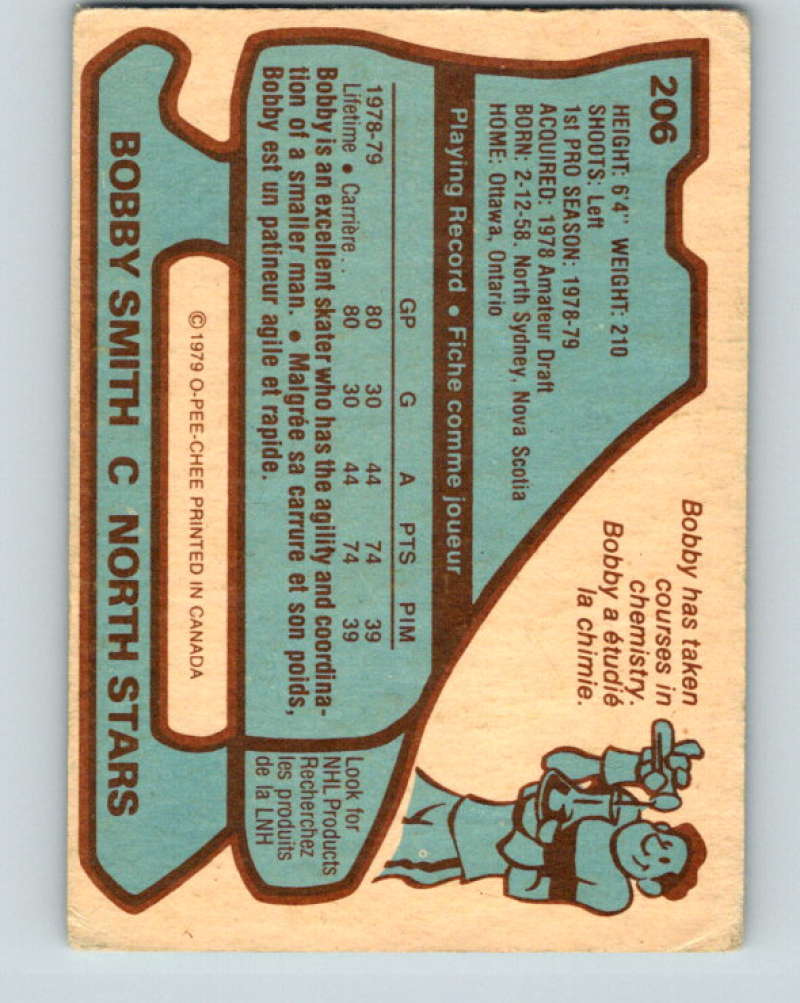 206
HEIGHT: 6'4" WEIGHT: 210
SHOOTS: Left
1st PRO SEASON: 1978-79
ACQUIRED: 1978 Amateur Draft
BORN: 2-12-58. North Sydney, Nova Scotia
HOME: Ottawa, Ontario
Bobby has taken
courses in
chemistry.
Bobby a étudié
la chimie.
Playing Record • Fiche comme joueur
GP G A PTS PIM
1978-79 80 30 44 74 39
Lifetime • Carrière . . 80 30 44 74 39
Bobby is an excellent skater who has the agility and coordina-
tion of a smaller man. • Malgrée sa carrure et son poids,
Bobby est un patineur agile et rapide.
Look for
NHL Products
Recherchez
les produits
de la LNH
©1979 O-PEE-CHEE PRINTED IN CANADA
BOBBY SMITH C NORTH STARS